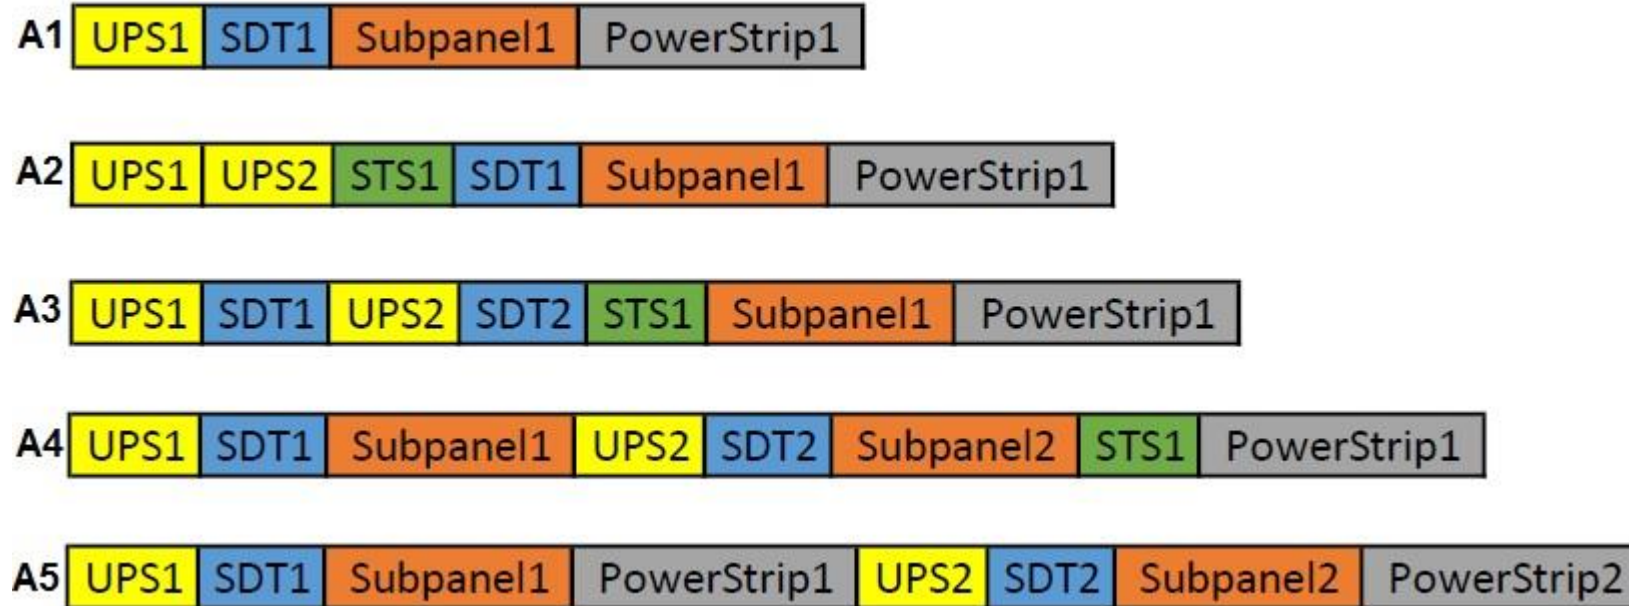 A1 UPS1 SDT1 Subpanel1 PowerStrip1
A2 UPS1 UPS2 STS1 SDT1 Subpanel1 PowerStrip1
A3 UPS1 SDT1 UPS2 SDT2 STS1 Subpanel1 PowerStrip1
A4 UPS1 SDT1 Subpanel1 UPS2 SDT2 Subpanel2 STS1 PowerStrip1
A5 UPS1 SDT1 Subpanel1 PowerStrip1 UPS2 SDT2 Subpanel2 PowerStrip2